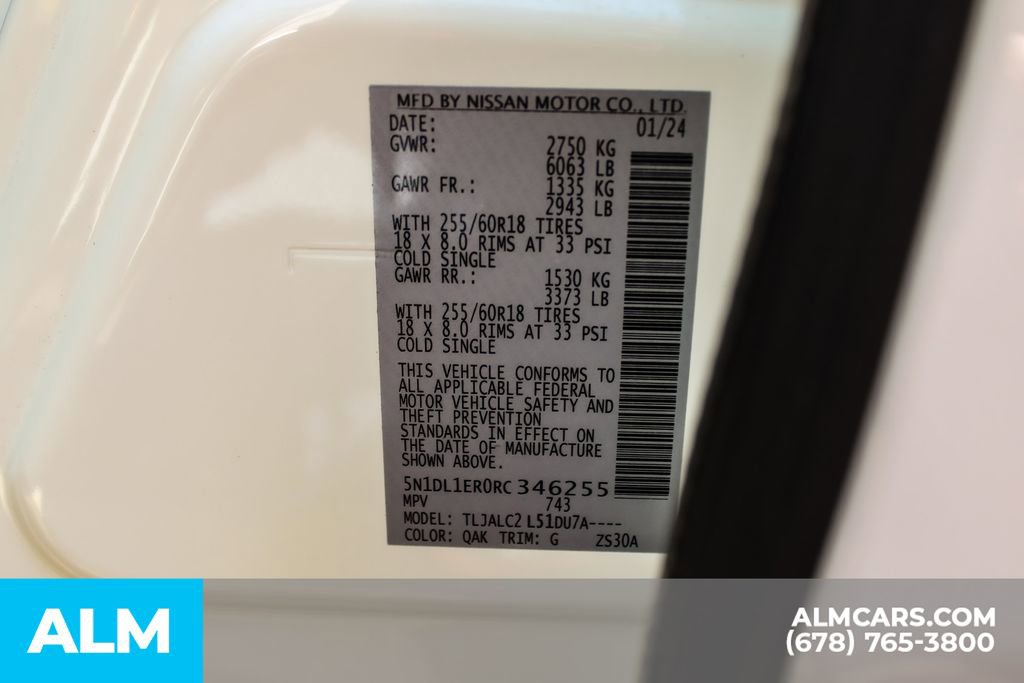 MFD BY NISSAN MOTOR CO., LTD.
DATE: 01/24
GVWR: 2750 KG
6063 LB
GAWR FR.: 1335 KG
2943 LB
WITH 255/60R18 TIRES
18 X 8.0 RIMS AT 33 PSI
COLD SINGLE
GAWR RR.: 1530 KG
3373 LB
WITH 255/60R18 TIRES
18 X 8.0 RIMS AT 33 PSI
COLD SINGLE
THIS VEHICLE CONFORMS TO
ALL APPLICABLE FEDERAL
MOTOR VEHICLE SAFETY AND
THEFT PREVENTION
STANDARDS IN EFFECT ON
THE DATE OF MANUFACTURE
SHOWN ABOVE.
5N1DL1ER0RC346255
MPV 743
MODEL: TLJALC2 L51DU7A----
COLOR: QAK TRIM: G ZS30A
ALM
ALMCARS.COM
(678) 765-3800